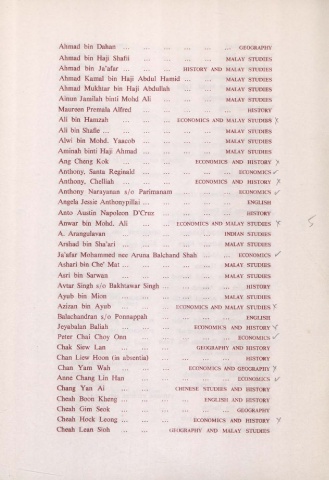 Ahmad bin Dahan ... ... ... ... ... GEOGRAPHY
Ahmad bin Haji Shafii ... ... ... ... MALAY STUDIES
Ahmad bin Ja'afar ... ... ... HISTORY AND MALAY STUDIES
Ahmad Kamal bin Haji Abdul Hamid ... ... MALAY STUDIES
Ahmad Mukhtar bin Haji Abdullah ... ... MALAY STUDIES
Ainun Jamilah binti Mohd Ali ... ... MALAY STUDIES
Maureen Premala Alfred ... ... ... HISTORY
Ali bin Hamzah ... ... ECONOMICS AND MALAY STUDIES
Ali bin Shafie ... ... ... ... MALAY STUDIES
Alwi bin Mohd. Yaacob ... ... ... MALAY STUDIES
Aminah binti Haji Ahmad ... ... ... MALAY STUDIES
Ang Cheng Kok ... ... ECONOMICS AND HISTORY
Anthony, Santa Reginald ... ... ... ECONOMICS ✓
Anthony, Chelliah ... ... ... ECONOMICS AND HISTORY
Anthony Narayanan s/o Parimanam ... ... ECONOMICS ✓
Angela Jessie Anthonypillai ... ... ... ENGLISH
Anto Austin Napoleon D'Cruz ... ... HISTORY
Anwar bin Mohd. Ali ... ECONOMICS AND MALAY STUDIES
A. Arangulavan ... ... ... INDIAN STUDIES
Arshad bin Sha'ari ... ... ... ... MALAY STUDIES
Ja'afar Mohammed nee Aruna Balchand Shah ... ECONOMICS ✓
Ashari bin Che' Mat ... ... ... ... MALAY STUDIES
Asri bin Sarwan ... ... ... ... MALAY STUDIES
Avtar Singh s/o Bakhtawar Singh ... ... HISTORY
Ayub bin Mion ... ... ... ... MALAY STUDIES
Azizan bin Ayob ... ... ECONOMICS AND MALAY STUDIES
Balachandran s/o Ponnappah ... ... ENGLISH
Jeyabalan Baliah ... ... ... ECONOMICS AND HISTORY
Peter Chai Choy Onn ... ... ... ECONOMICS ✓
Chak Siew Lan ... ... GEOGRAPHY AND HISTORY
Chan Liew Hoon (in absentia) ... ... ... HISTORY
Chan Yam Wah ... ... ECONOMICS AND GEOGRAPHY
Anne Chang Lin Han ... ... ... ECONOMICS
Chang Yan Ai ... ... CHINESE STUDIES AND HISTORY
Cheah Boon Kheng ... ... ... ENGLISH AND HISTORY
Cheah Gim Seok ... ... ... ... GEOGRAPHY
Cheah Hock Leong ... ... ... ECONOMICS AND HISTORY
Cheah Lean Sioh ... ... GEOGRAPHY AND MALAY STUDIES